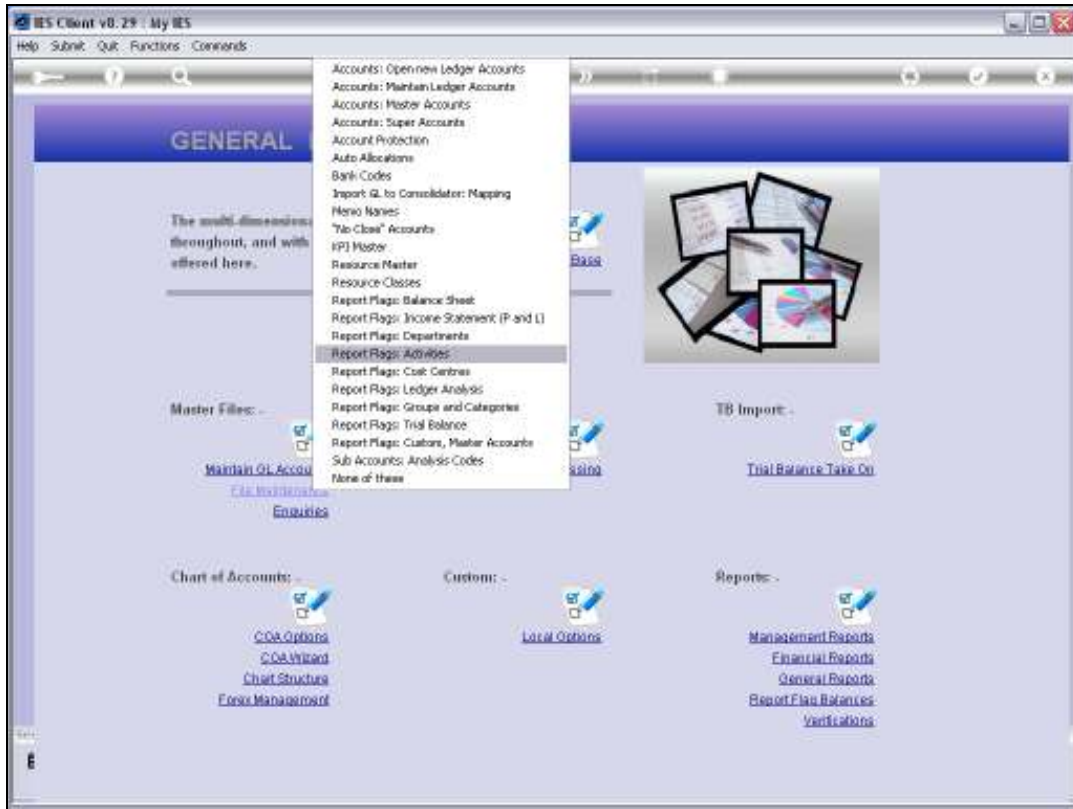 IES Client v8.29 : My IES
Help Submit Quit Functions Commands
Accounts: Open new Ledger Accounts
Accounts: Maintain Ledger Accounts
Accounts: Master Accounts
Accounts: Super Accounts
Account Protection
Auto Allocations
Bank Codes
Import GL to Consolidator: Mapping
Memo Names
"No Close" Accounts
KPI Master
Resource Master
Resource Classes
Report Flags: Balance Sheet
Report Flags: Income Statement (P and L)
Report Flags: Departments
Report Flags: Activities
Report Flags: Cost Centres
Report Flags: Ledger Analysis
Report Flags: Groups and Categories
Report Flags: Trial Balance
Report Flags: Custom, Master Accounts
Sub Accounts: Analysis Codes
None of these
GENERAL
The multi-dimensiona
throughout, and with
offered here.
Base
Master Files: -
Maintain GL Accou
File Maintenance
Enquiries
ssing
TB Import: -
Trial Balance Take On
Chart of Accounts: -
COA Options
COA Wizard
Chart Structure
Forex Management
Custom: -
Local Options
Reports: -
Management Reports
Financial Reports
General Reports
Report Flag Balances
Verifications